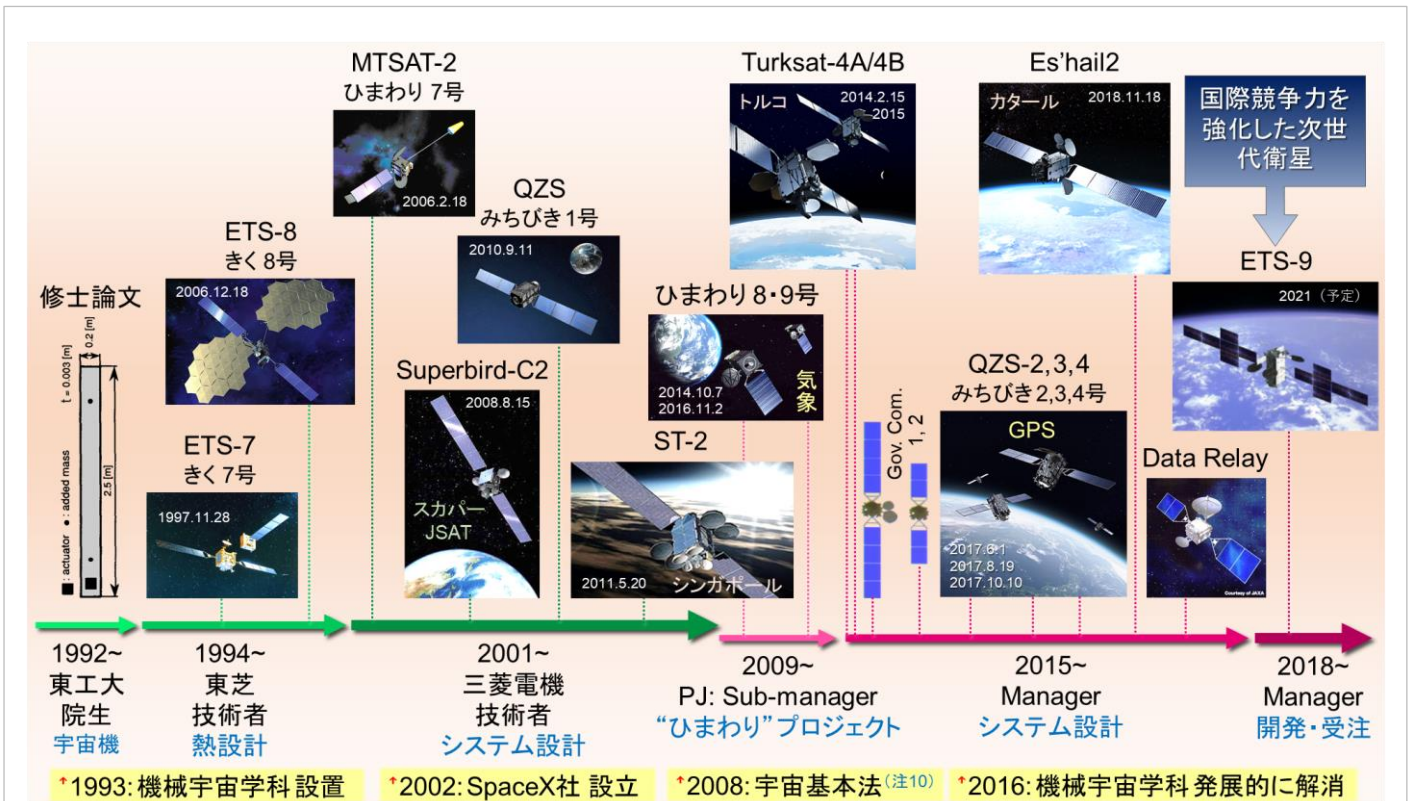 MTSAT-2
ひまわり 7号
2006.2.18
Turksat-4A/4B
トルコ
2014.2.15
2015
Es'hail2
カタール
2018.11.18
国際競争力を
強化した次世
代衛星
QZS
みちびき1号
2010.9.11
ETS-8
きく 8号
2006.12.18
ETS-9
2021（予定）
修士論文
t = 0.003 [m]
0.2 [m]
2.5 [m]
■: actuator ●: added mass
ひまわり 8・9号
2014.10.7
2016.11.2
気象
Superbird-C2
2008.8.15
スカパー
JSAT
QZS-2,3,4
みちびき2,3,4号
GPS
2017.6.1
2017.8.19
2017.10.10
Gov. Com.
1, 2
ETS-7
きく 7号
1997.11.28
ST-2
2011.5.20
シンガポール
Data Relay
Courtesy of JAXA
1992~
東工大
院生
宇宙機
1994~
東芝
技術者
熱設計
2001~
三菱電機
技術者
システム設計
2009~
PJ: Sub-manager
“ひまわり”プロジェクト
2015~
Manager
システム設計
2018~
Manager
開発・受注
↑1993: 機械宇宙学科 設置
↑2002: SpaceX社 設立
↑2008: 宇宙基本法(注10)
↑2016: 機械宇宙学科 発展的に解消